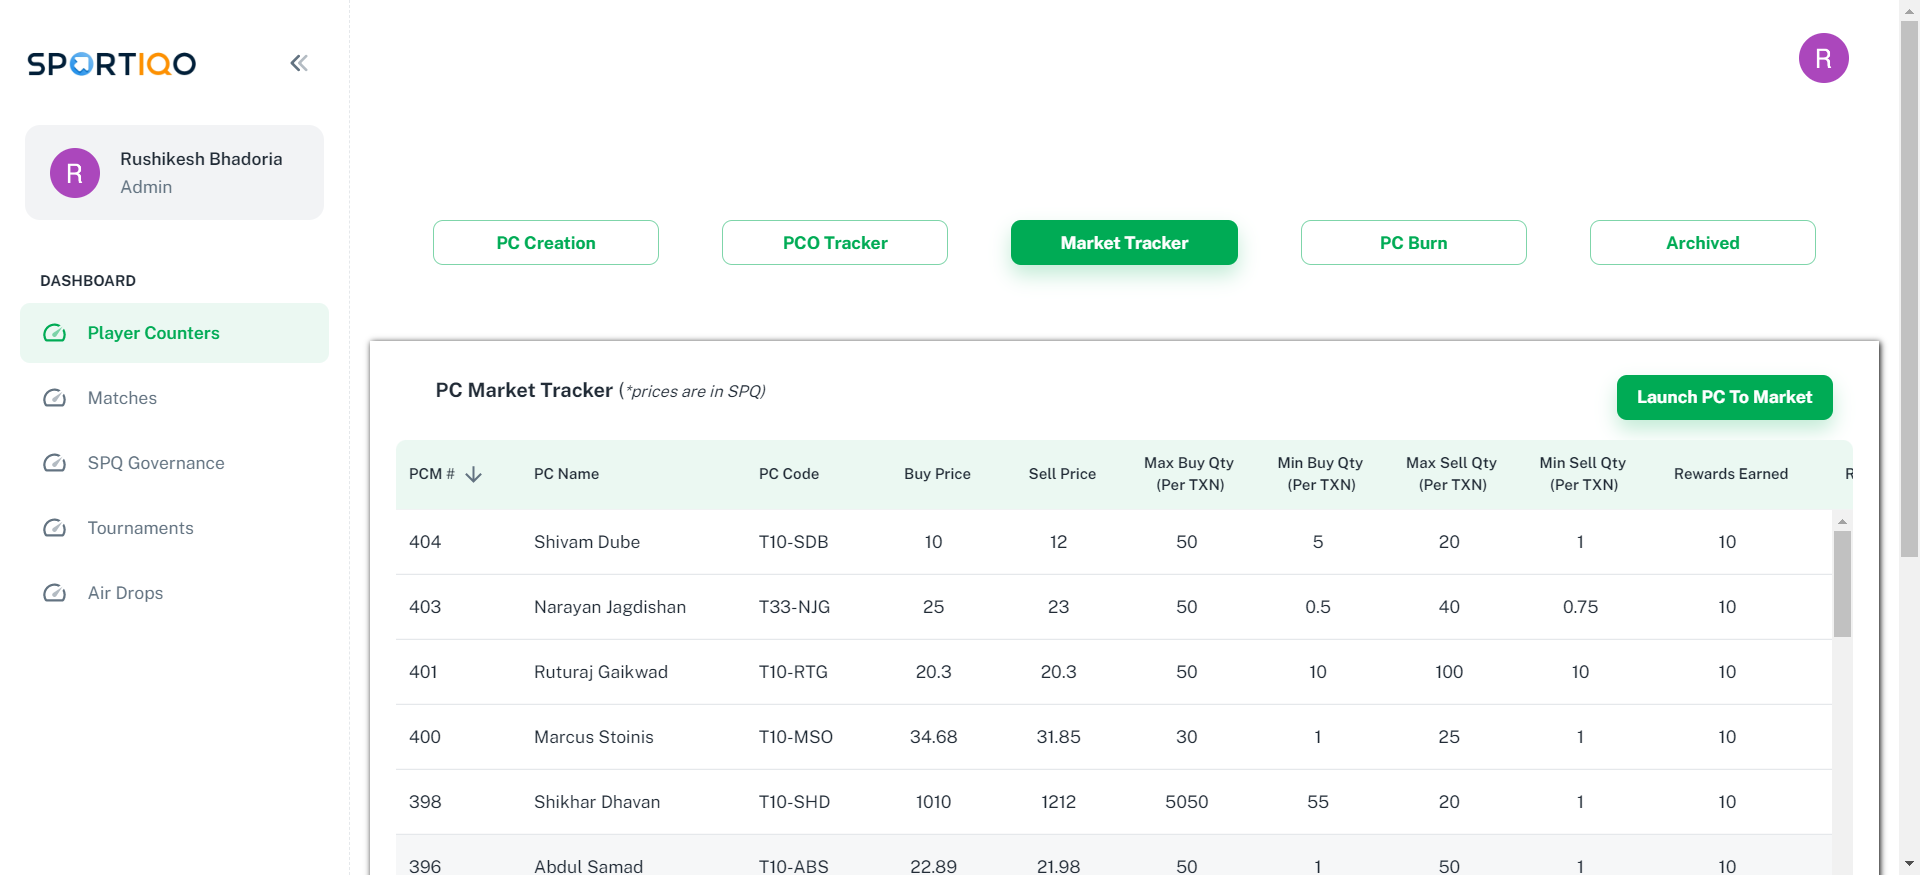 SPORTIQO
R
R
Rushikesh Bhadoria
Admin
PC Creation
PCO Tracker
Market Tracker
PC Burn
Archived
DASHBOARD
Player Counters
Matches
SPQ Governance
Tournaments
Air Drops
PC Market Tracker (*prices are in SPQ)
Launch PC To Market
PCM # PC Name PC Code Buy Price Sell Price Max Buy Qty (Per TXN) Min Buy Qty (Per TXN) Max Sell Qty (Per TXN) Min Sell Qty (Per TXN) Rewards Earned
404 Shivam Dube T10-SDB 10 12 50 5 20 1 10
403 Narayan Jagdishan T33-NJG 25 23 50 0.5 40 0.75 10
401 Ruturaj Gaikwad T10-RTG 20.3 20.3 50 10 100 10 10
400 Marcus Stoinis T10-MSO 34.68 31.85 30 1 25 1 10
398 Shikhar Dhavan T10-SHD 1010 1212 5050 55 20 1 10
396 Abdul Samad T10-ABS 22.89 21.98 50 1 50 1 10